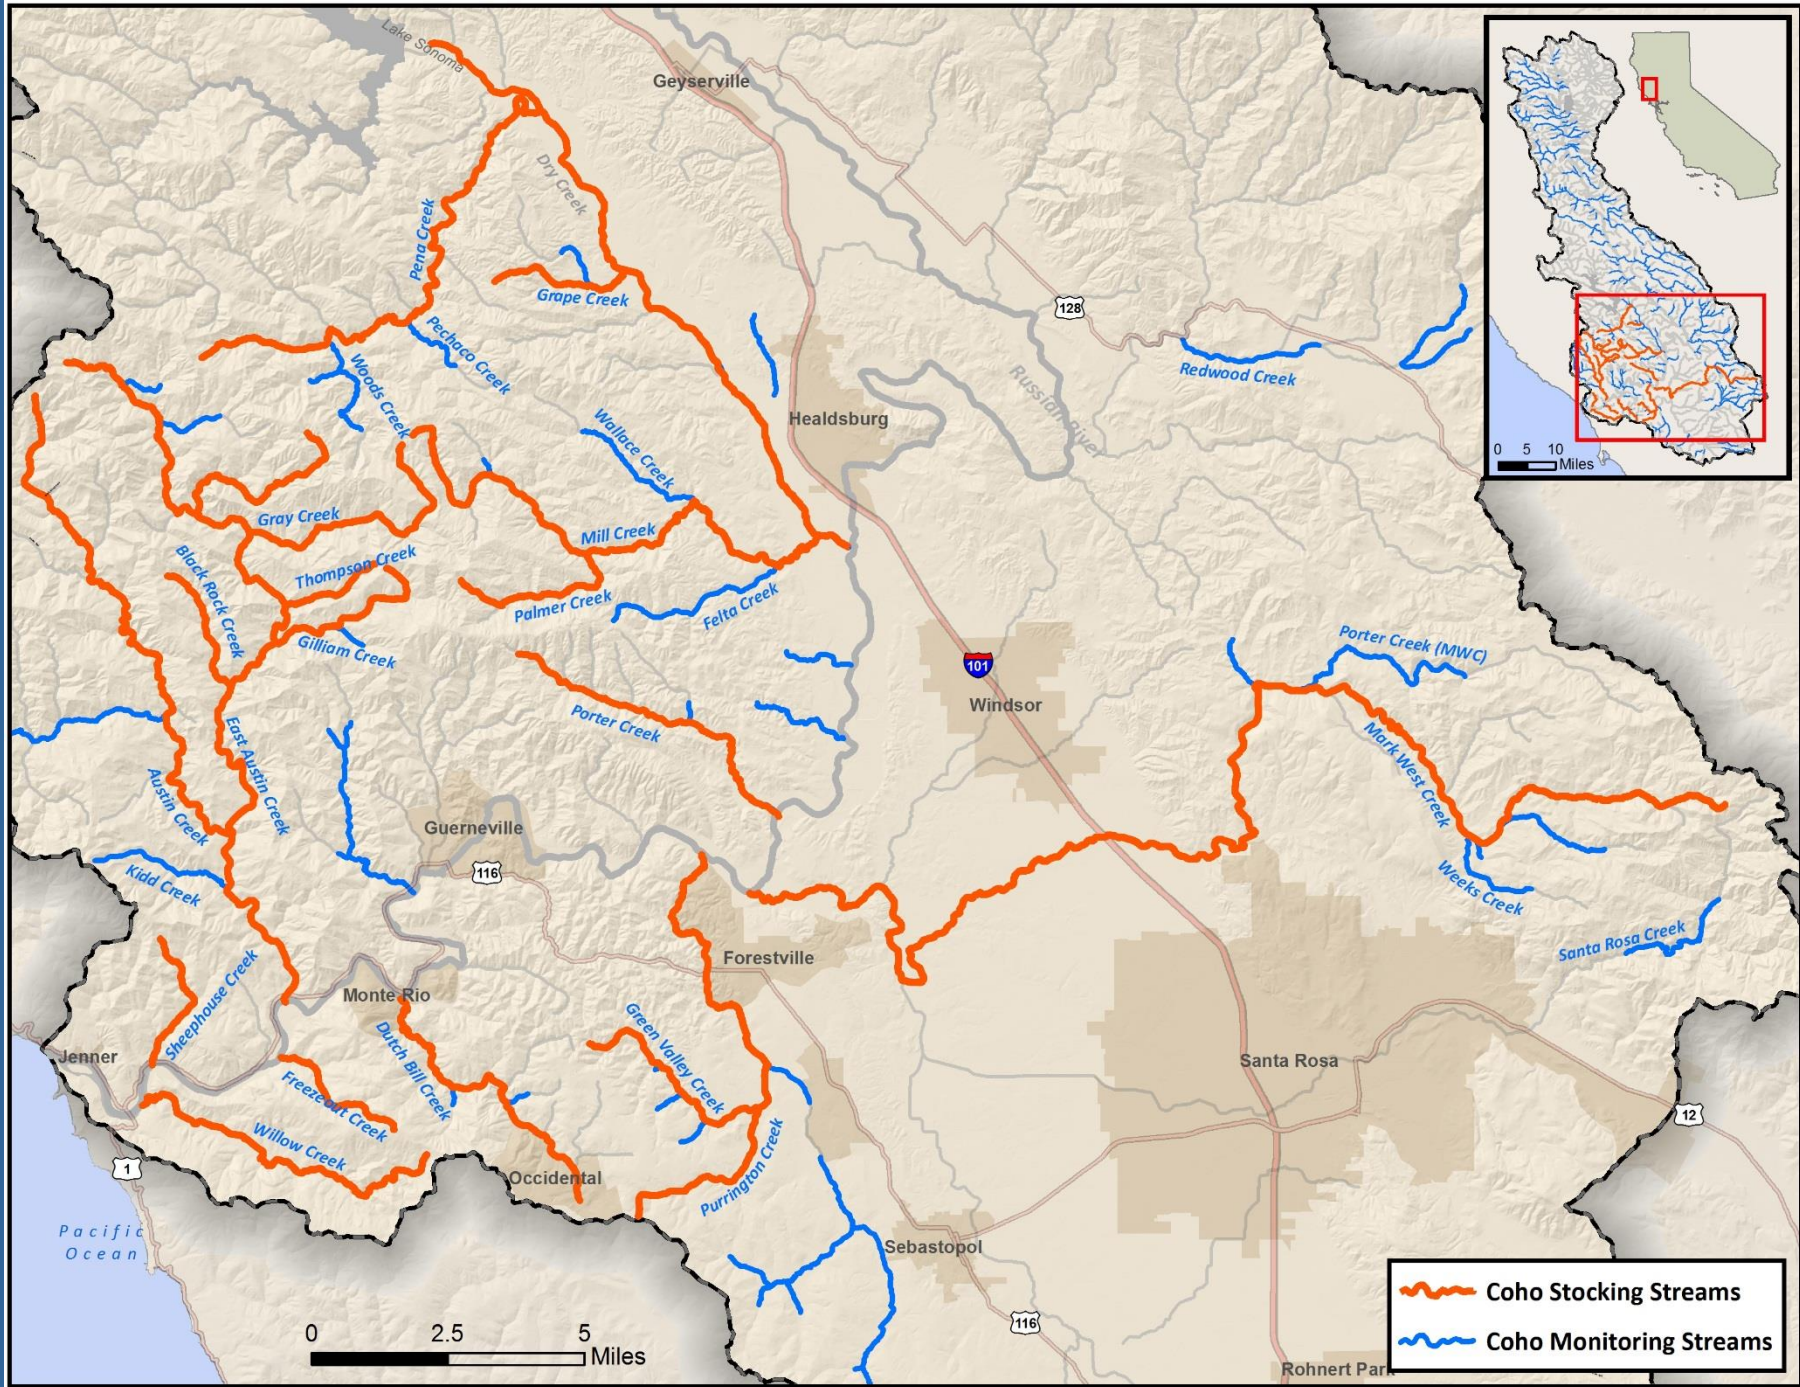 Lake Sonoma
Geyserville
Dry Creek
Pena Creek
Grape Creek
128
Pechaco Creek
Woods Creek
Redwood Creek
Russian River
Healdsburg
Wallace Creek
Gray Creek
Mill Creek
Black Rock Creek
Thompson Creek
Palmer Creek
Felta Creek
Gilliam Creek
Porter Creek (MWC)
101
Windsor
Porter Creek
East Austin Creek
Austin Creek
Mark West Creek
Guerneville
116
Kidd Creek
Weeks Creek
Santa Rosa Creek
Forestville
Sheephouse Creek
Monte Rio
Green Valley Creek
Dutch Bill Creek
Jenner
Santa Rosa
Freezeout Creek
12
Willow Creek
1
Occidental
Purrington Creek
Pacific
Ocean
Sebastopol
116
Rohnert Park
0 2.5 5
Miles
0 5 10
Miles
Coho Stocking Streams
Coho Monitoring Streams